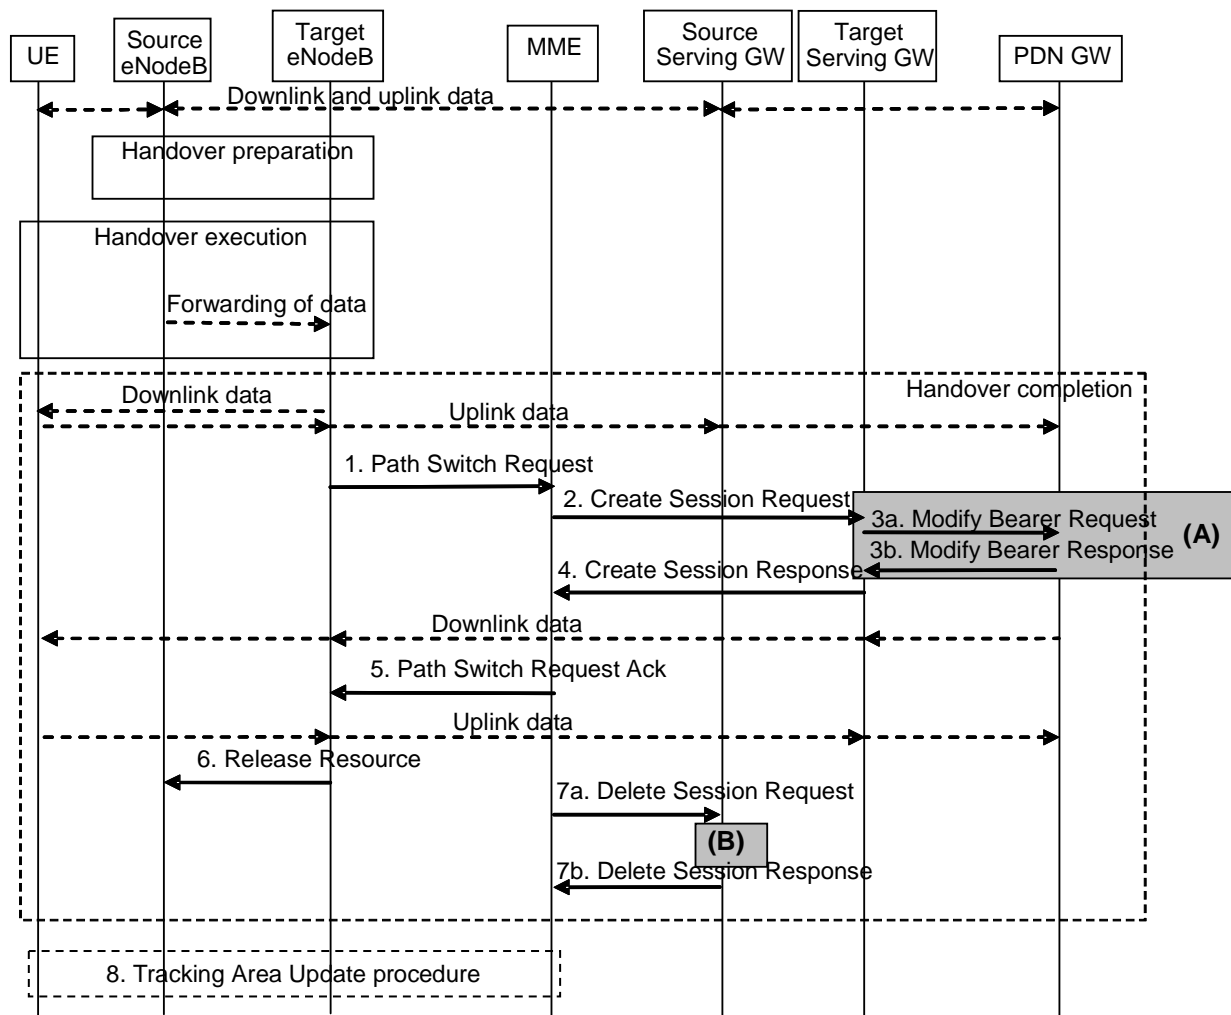 UE
Source
eNodeB
Target
eNodeB
MME
Source
Serving GW
Target
Serving GW
PDN GW
Downlink and uplink data
Handover preparation
Handover execution
Forwarding of data
Handover completion
Downlink data
Uplink data
1. Path Switch Request
2. Create Session Request
3a. Modify Bearer Request
(A)
3b. Modify Bearer Response
4. Create Session Response
Downlink data
5. Path Switch Request Ack
Uplink data
6. Release Resource
7a. Delete Session Request
(B)
7b. Delete Session Response
8. Tracking Area Update procedure